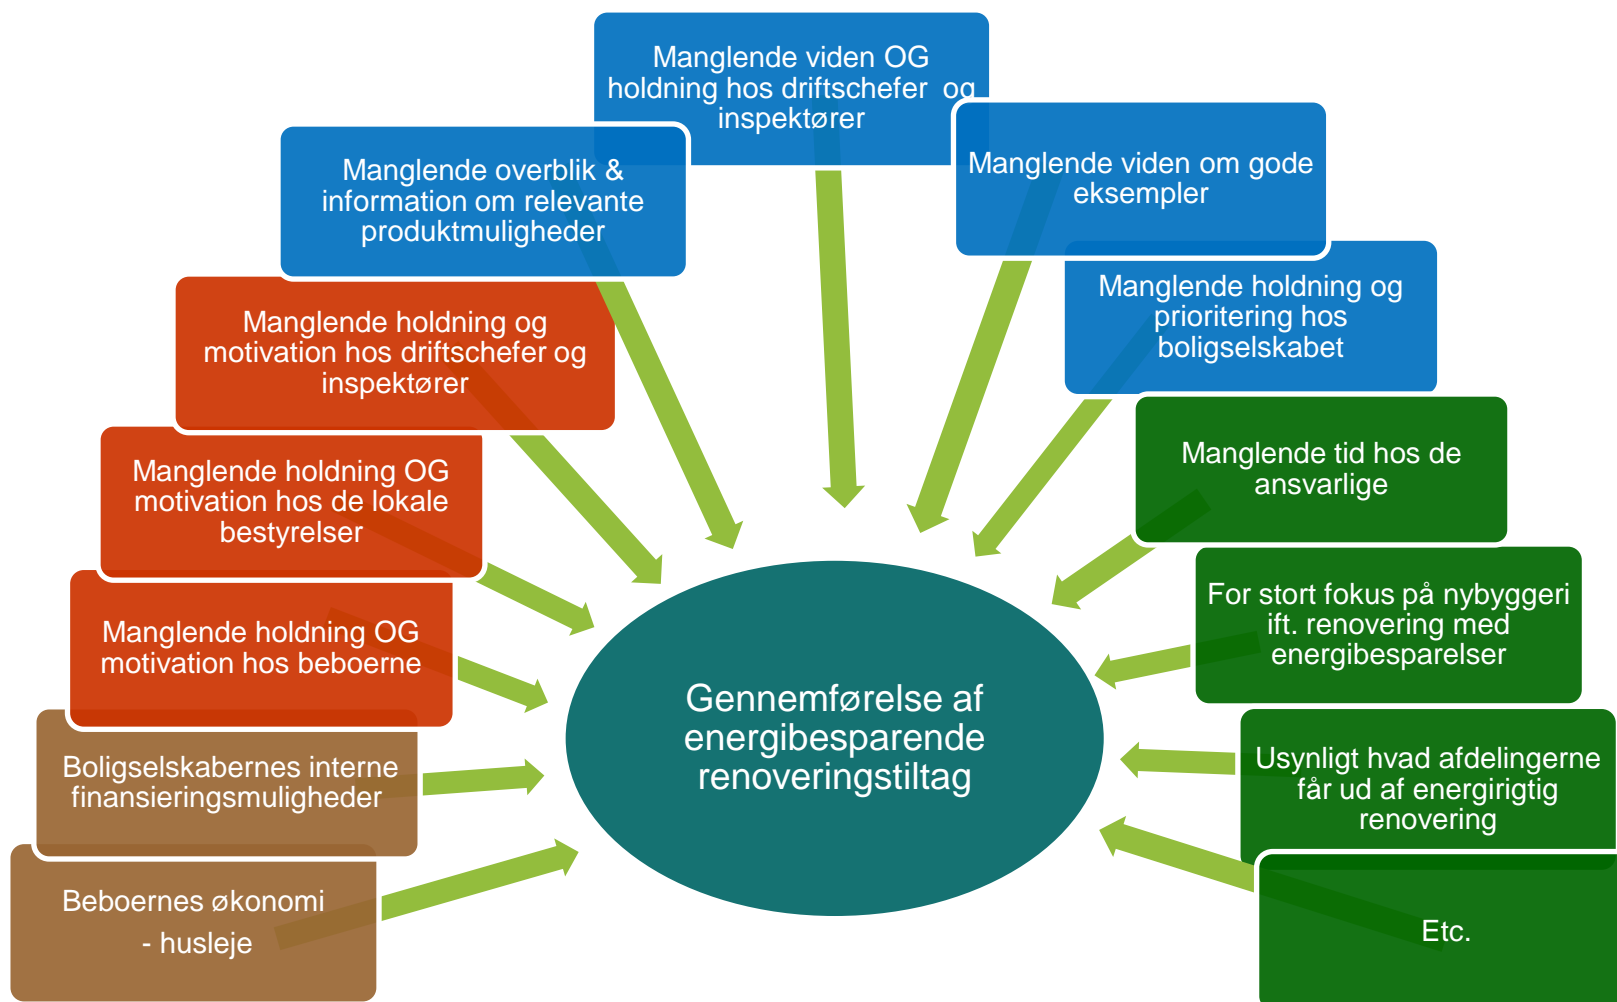 Manglende viden OG
holdning hos driftschefer og
inspektører
Manglende overblik &
information om relevante
produktmuligheder
Manglende viden om gode
eksempler
Manglende holdning og
motivation hos driftschefer og
inspektører
Manglende holdning og
prioritering hos
boligselskabet
Manglende holdning OG
motivation hos de lokale
bestyrelser
Manglende tid hos de
ansvarlige
Manglende holdning OG
motivation hos beboerne
For stort fokus på nybyggeri
ift. renovering med
energibesparelser
Boligselskabernes interne
finansieringsmuligheder
Usynligt hvad afdelingerne
får ud af energirigtig
renovering
Beboernes økonomi
- husleje
Etc.
Gennemførelse af
energibesparende
renoveringstiltag